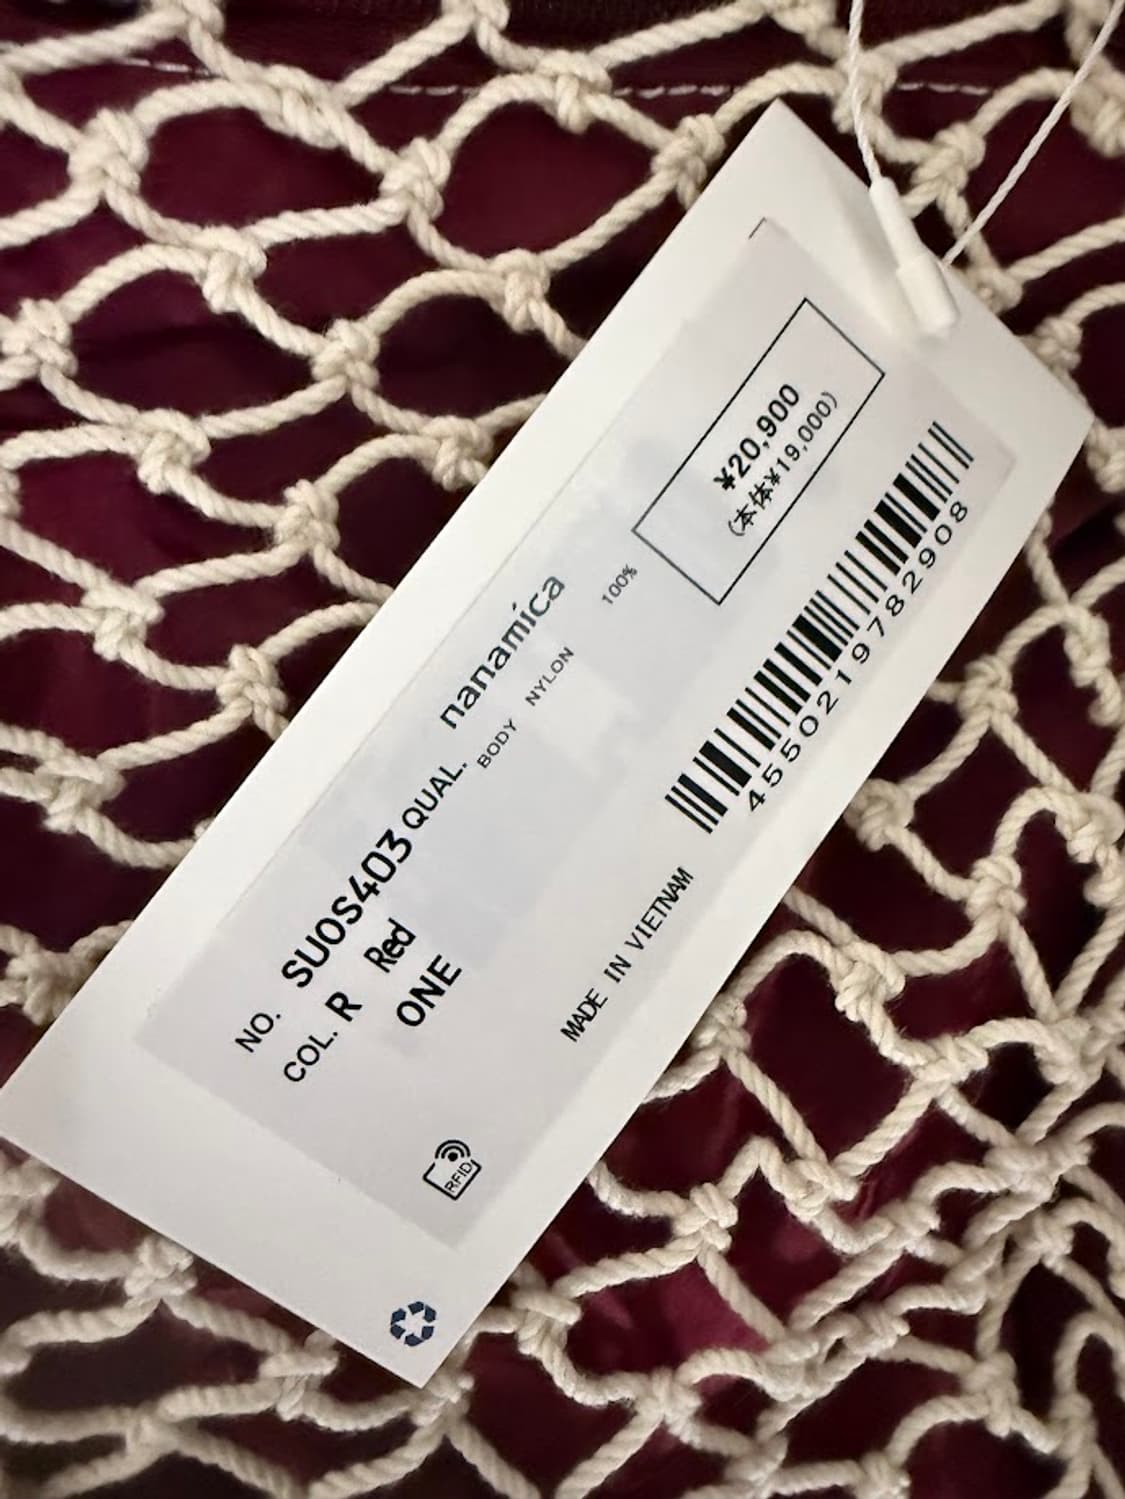 NO. SUOS403 QUAL. nanamica
BODY NYLON 100%
COL. R Red
ONE
¥20,900
(本体¥19,000)
MADE IN VIETNAM
4550219782908
RFID